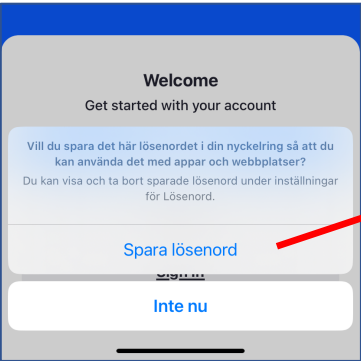 Welcome
Get started with your account
Vill du spara det här lösenordet i din nyckelring så att du
kan använda det med appar och webbplatser?
Du kan visa och ta bort sparade lösenord under inställningar
för Lösenord.
Spara lösenord
Sign in
Inte nu